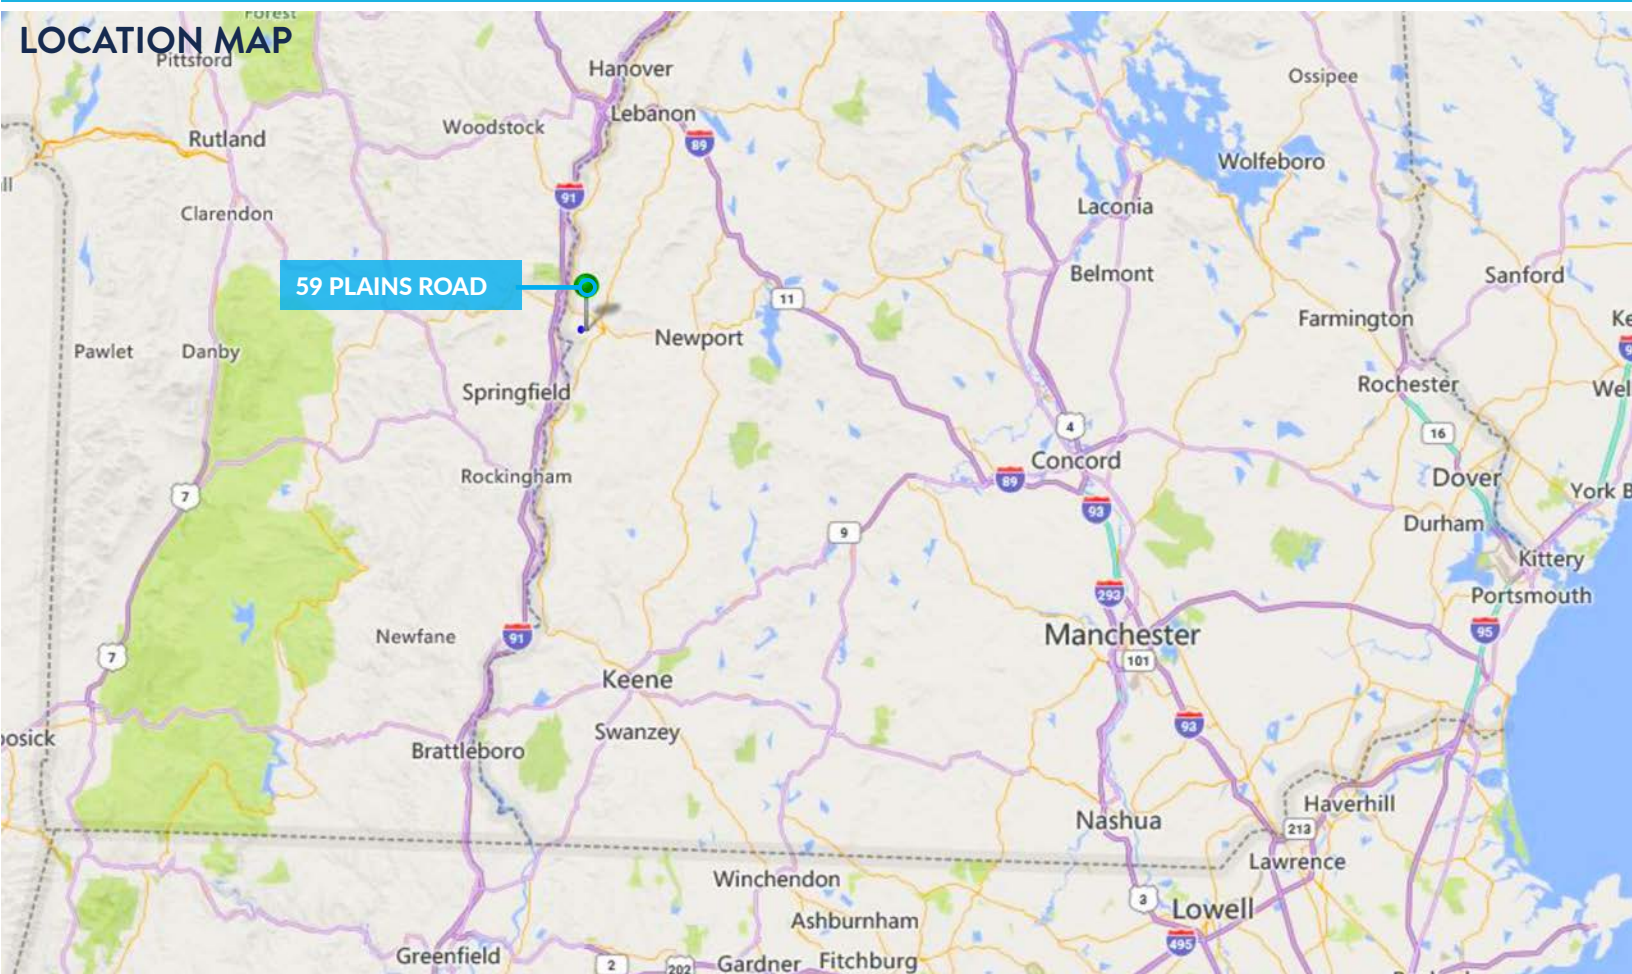 Forest
LOCATION MAP
Pittsford
Hanover
Ossipee
Lebanon
Woodstock
Rutland
89
Wolfeboro
91
Clarendon
Laconia
Belmont
Sanford
59 PLAINS ROAD
11
Farmington
Newport
Pawlet
Danby
Rochester
Springfield
4
16
Concord
Rockingham
89
Dover
7
93
Durham
9
Kittery
293
Portsmouth
Newfane
91
Manchester
95
7
101
Keene
93
Swanzey
Brattleboro
Haverhill
Nashua
213
Lawrence
Winchendon
3
Lowell
Ashburnham
495
Greenfield
2
202
Gardner
Fitchburg